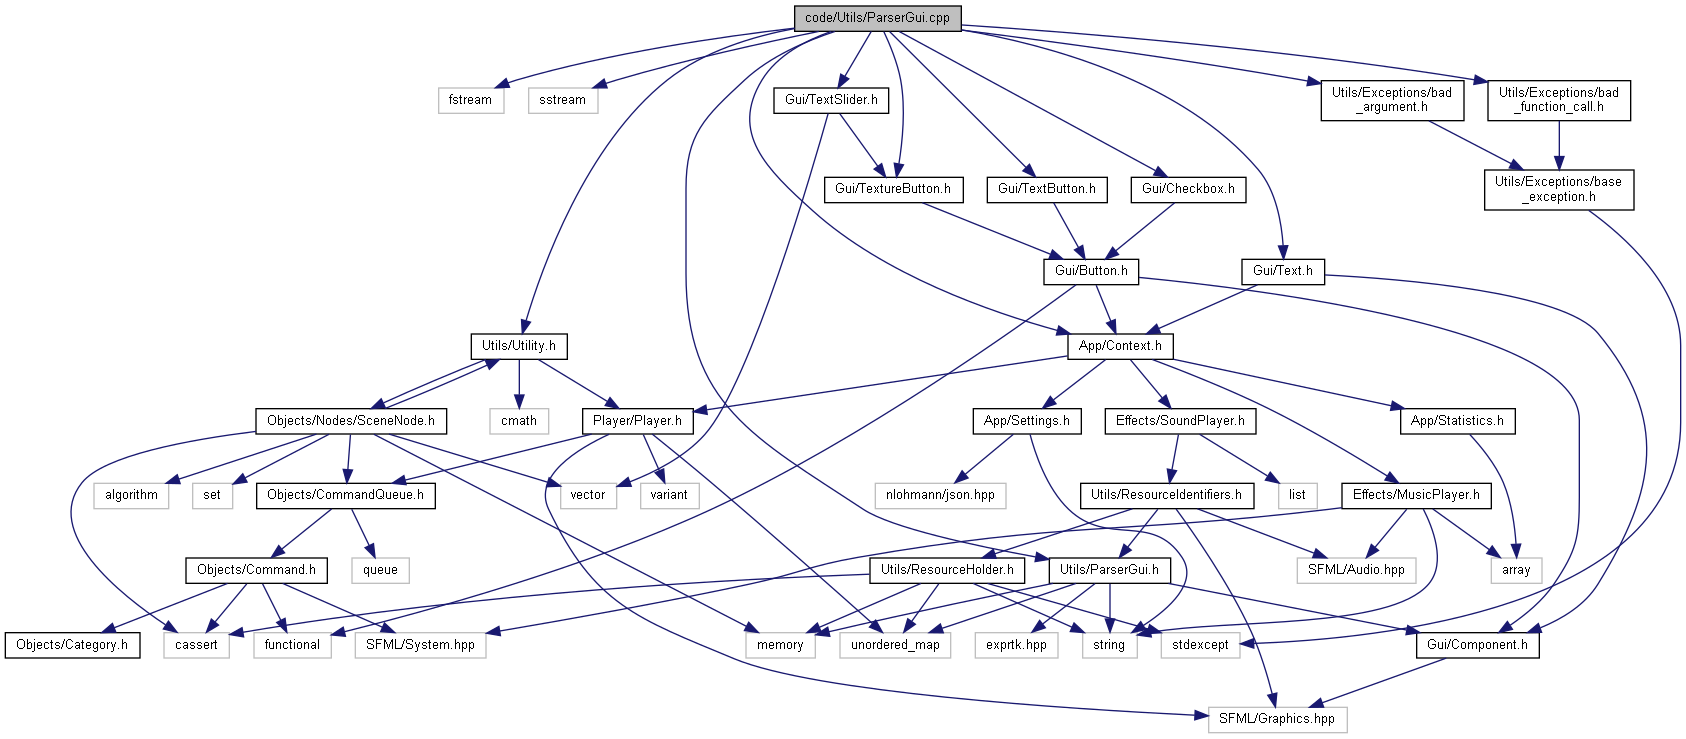 code/Utils/ParserGui.cpp
fstream
sstream
Gui/TextSlider.h
Utils/Exceptions/bad
_argument.h
Utils/Exceptions/bad
_function_call.h
Gui/TextureButton.h
Gui/TextButton.h
Gui/Checkbox.h
Utils/Exceptions/base
_exception.h
Gui/Button.h
Gui/Text.h
Utils/Utility.h
App/Context.h
Objects/Nodes/SceneNode.h
cmath
Player/Player.h
App/Settings.h
Effects/SoundPlayer.h
App/Statistics.h
algorithm
set
Objects/CommandQueue.h
vector
variant
nlohmann/json.hpp
Utils/ResourceIdentifiers.h
list
Effects/MusicPlayer.h
Objects/Command.h
queue
Utils/ResourceHolder.h
Utils/ParserGui.h
SFML/Audio.hpp
array
Objects/Category.h
cassert
functional
SFML/System.hpp
memory
unordered_map
exprtk.hpp
string
stdexcept
Gui/Component.h
SFML/Graphics.hpp